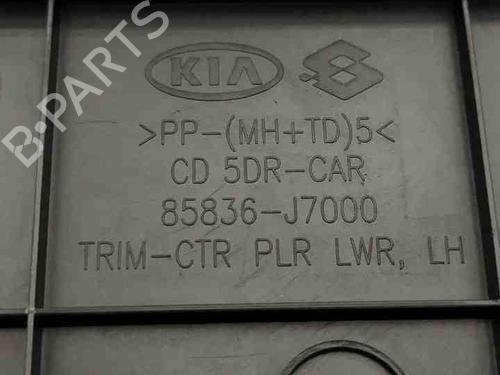 B-PARTS
KIA
>PP-(MH+TD)5<
CD 5DR-CAR
85836-J7000
TRIM-CTR PLR LWR, LH